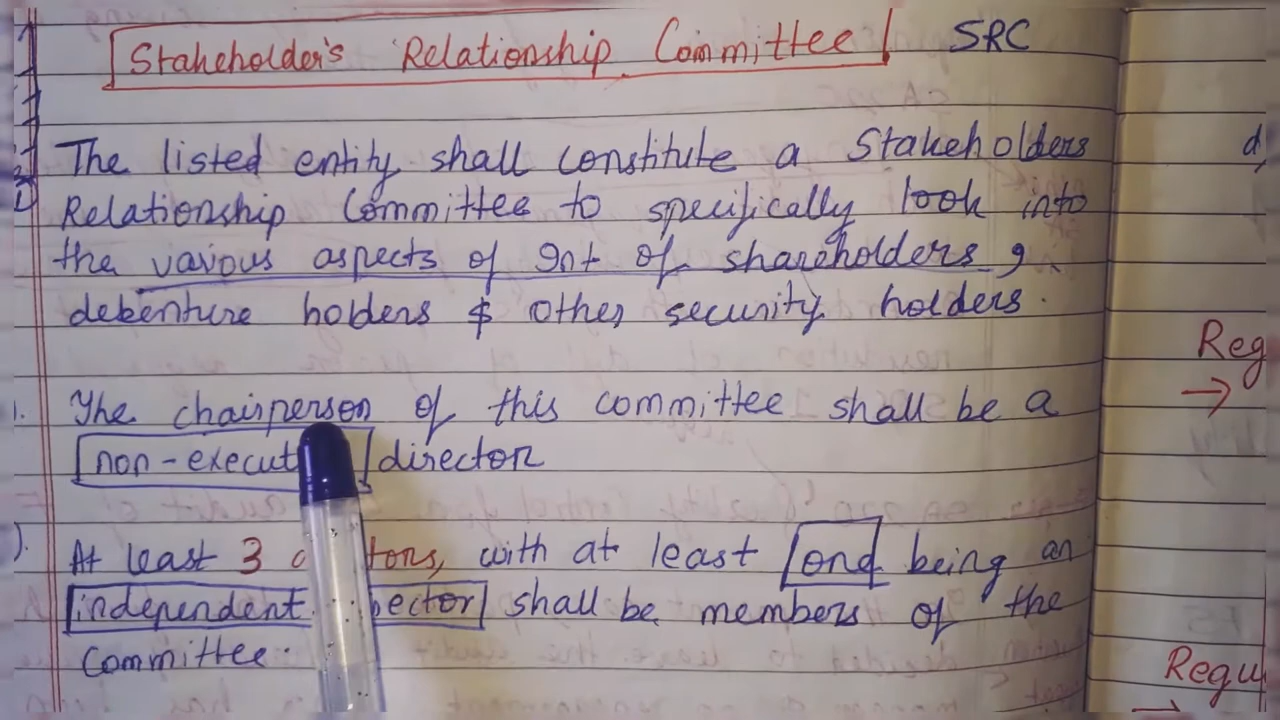 Stakeholder's Relationship Committee SRC
The listed entity shall constitute a Stakeholders
Relationship Committee to specifically look into
the various aspects of Int of shareholders,
debenture holders & other security holders.
1. The chairperson of this committee shall be a
non-execut director
). At least 3 tors, with at least one being an
independent ector shall be members of the
Committee.
d,
Reg
→
Regu
→